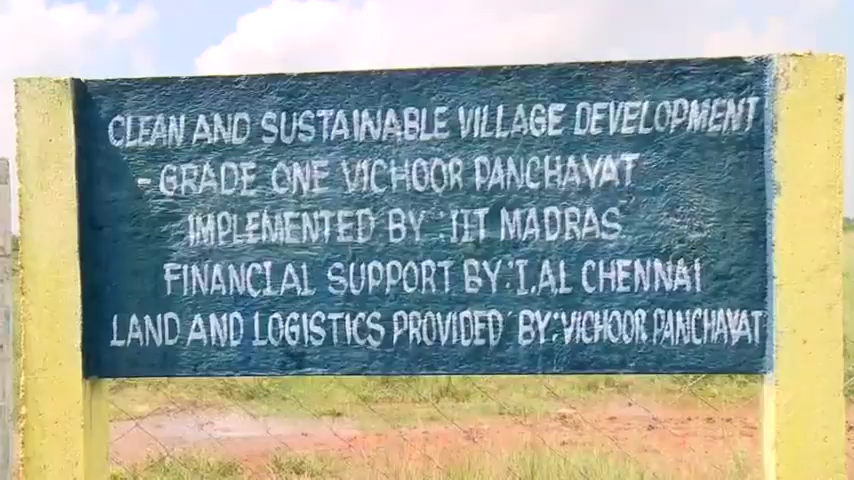 CLEAN AND SUSTAINABLE VILLAGE DEVELOPMENT
- GRADE ONE VICHOOR PANCHAYAT
IMPLEMENTED BY : IIT MADRAS
FINANCIAL SUPPORT BY: I.AL CHENNAI
LAND AND LOGISTICS PROVIDED BY: VICHOOR PANCHAYAT